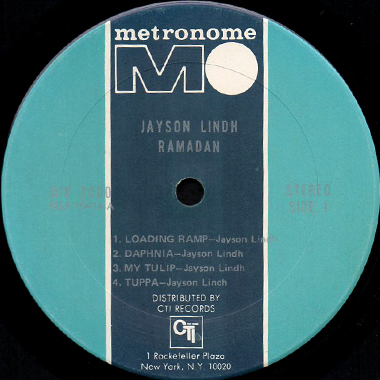 metronome
MO
JAYSON LINDH
RAMADAN
STEREO
SIDE
1. LOADING RAMP—Jayson Lindh
2. DAPHNIA—Jayson Lindh
3. MY TULIP—Jayson Lindh
4. TUPPA—Jayson Linch
DISTRIBUTED BY
CTI RECORDS
CTI
1 Rockefeller Plaza
New York, N.Y. 10020